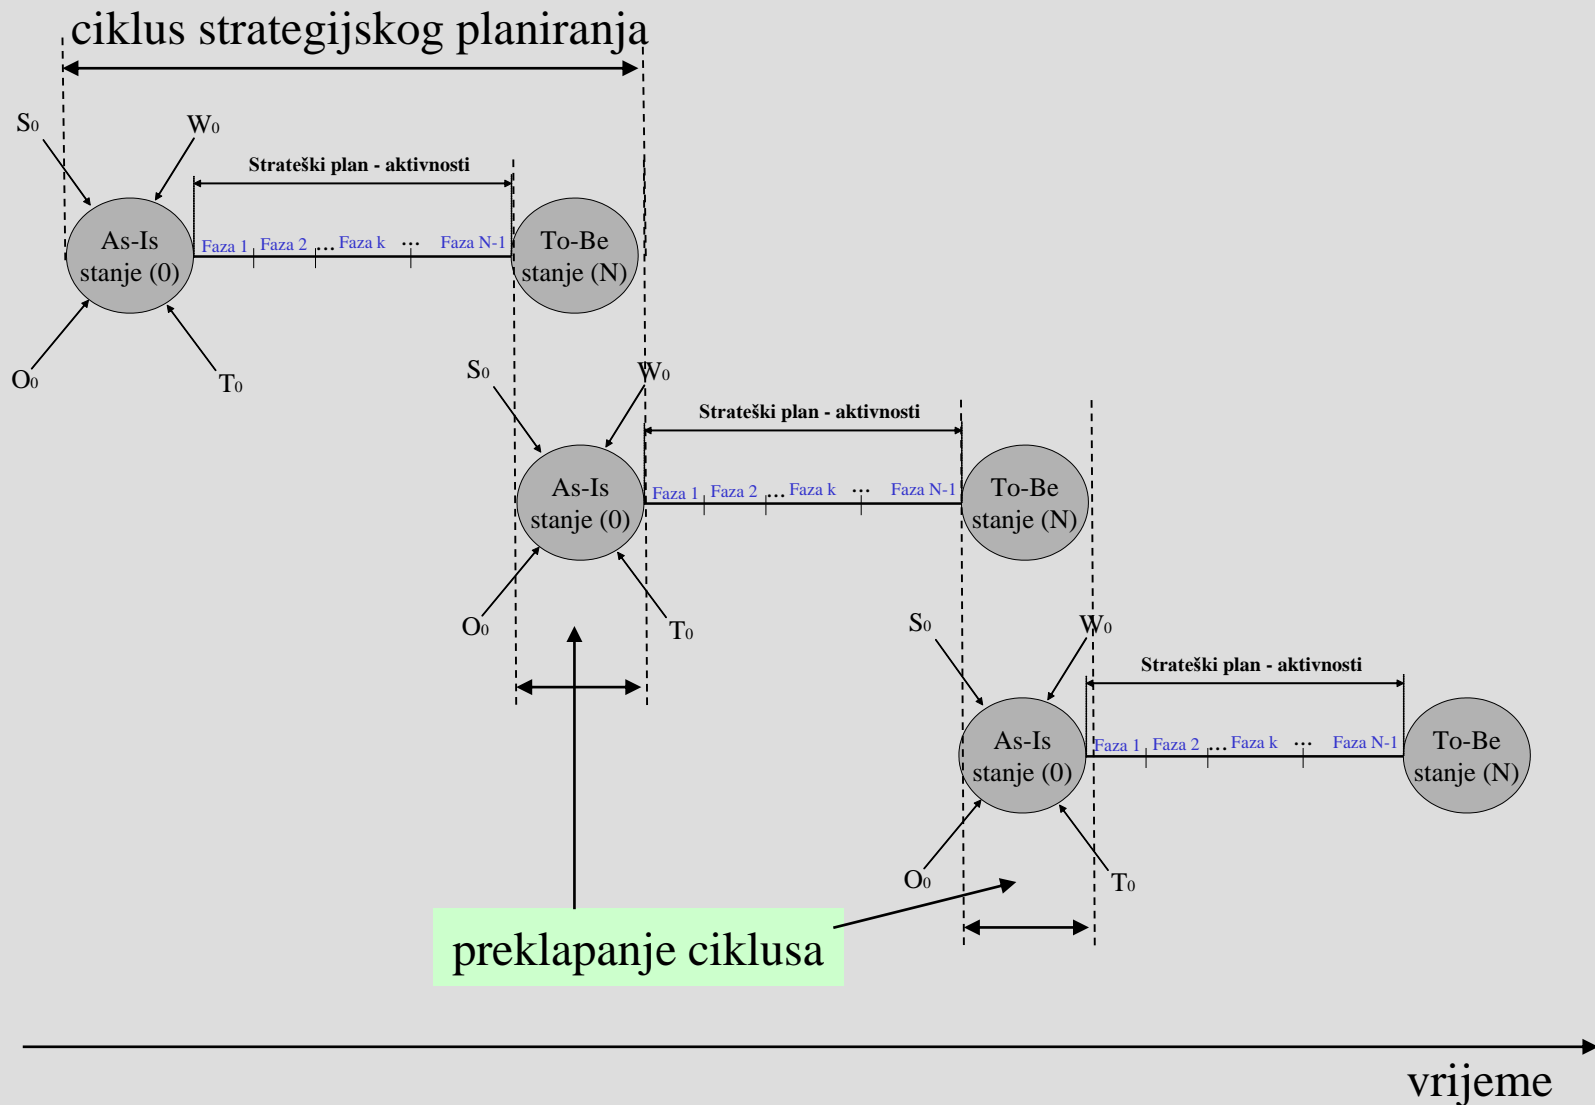 ciklus strategijskog planiranja
S0
W0
Strateški plan - aktivnosti
As-Is
stanje (0)
Faza 1 Faza 2 ... Faza k ... Faza N-1
To-Be
stanje (N)
O0
T0
S0
W0
Strateški plan - aktivnosti
As-Is
stanje (0)
Faza 1 Faza 2 ... Faza k ... Faza N-1
To-Be
stanje (N)
O0
T0
S0
W0
Strateški plan - aktivnosti
As-Is
stanje (0)
Faza 1 Faza 2 ... Faza k ... Faza N-1
To-Be
stanje (N)
O0
T0
preklapanje ciklusa
vrijeme